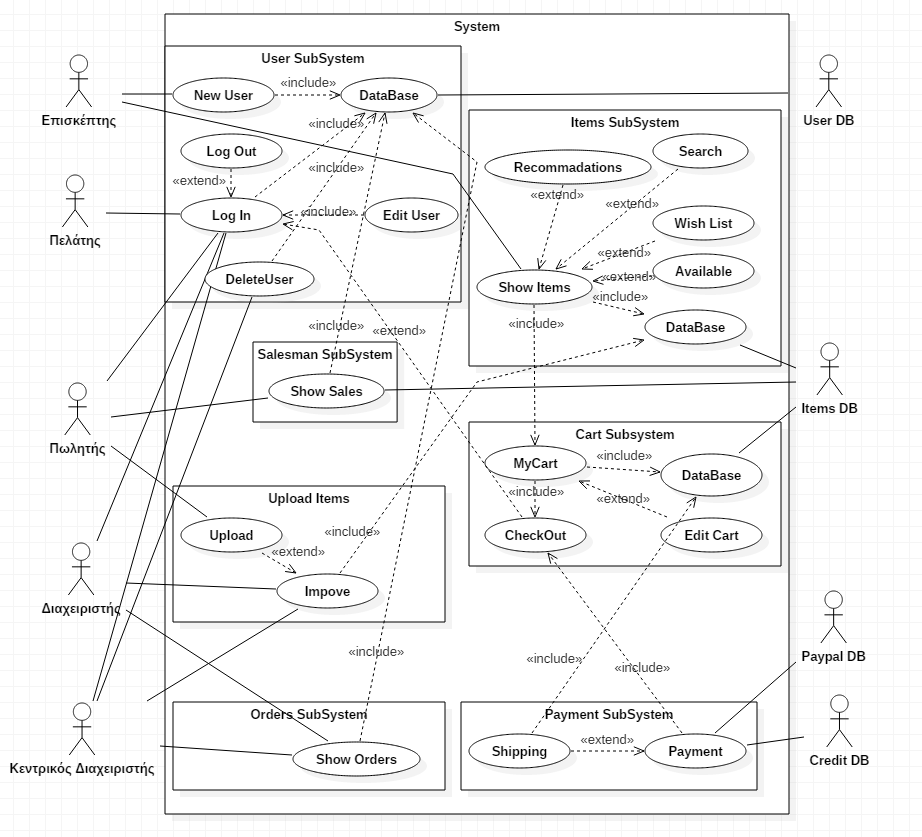 System
User SubSystem
New User
«include»
DataBase
Επισκέπτης
User DB
«include»
Items SubSystem
Log Out
Recommadations
Search
«include»
«extend»
«extend»
«extend»
Πελάτης
Log In
«include»
Edit User
Wish List
«extend»
DeleteUser
«extend»
Available
Show Items
«include»
«include»
«extend»
«include»
DataBase
Salesman SubSystem
Show Sales
Items DB
Πωλητής
Cart Subsystem
MyCart
«include»
DataBase
Upload Items
«include»
«extend»
Upload
«include»
CheckOut
Edit Cart
«extend»
Impove
Διαχειριστής
«include»
«include»
«include»
Paypal DB
Orders SubSystem
Payment SubSystem
Show Orders
Shipping
«extend»
Payment
Κεντρικός Διαχειριστής
Credit DB